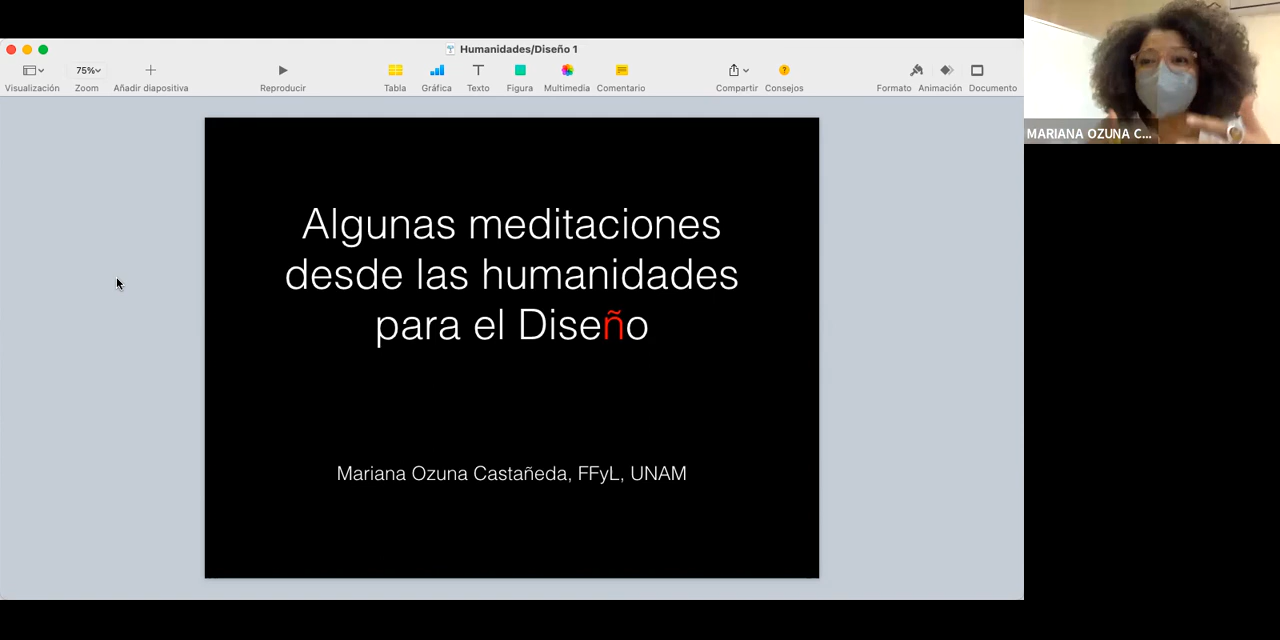 Humanidades/Diseño 1
75%
Visualización
Zoom
Añadir diapositiva
Reproducir
Tabla
Gráfica
Texto
Figura
Multimedia
Comentario
Compartir
Consejos
Formato
Animación
Documento
MARIANA OZUNA C...
Algunas meditaciones
desde las humanidades
para el Diseño
Mariana Ozuna Castañeda, FFyL, UNAM